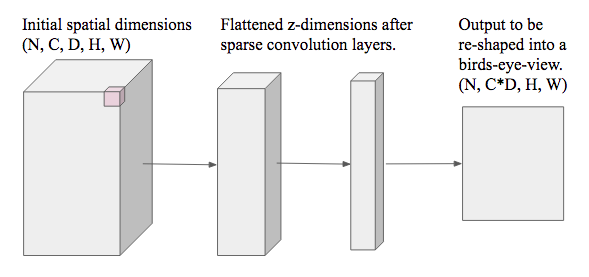 Initial spatial dimensions
(N, C, D, H, W)
Flattened z-dimensions after
sparse convolution layers.
Output to be
re-shaped into a
birds-eye-view.
(N, C*D, H, W)